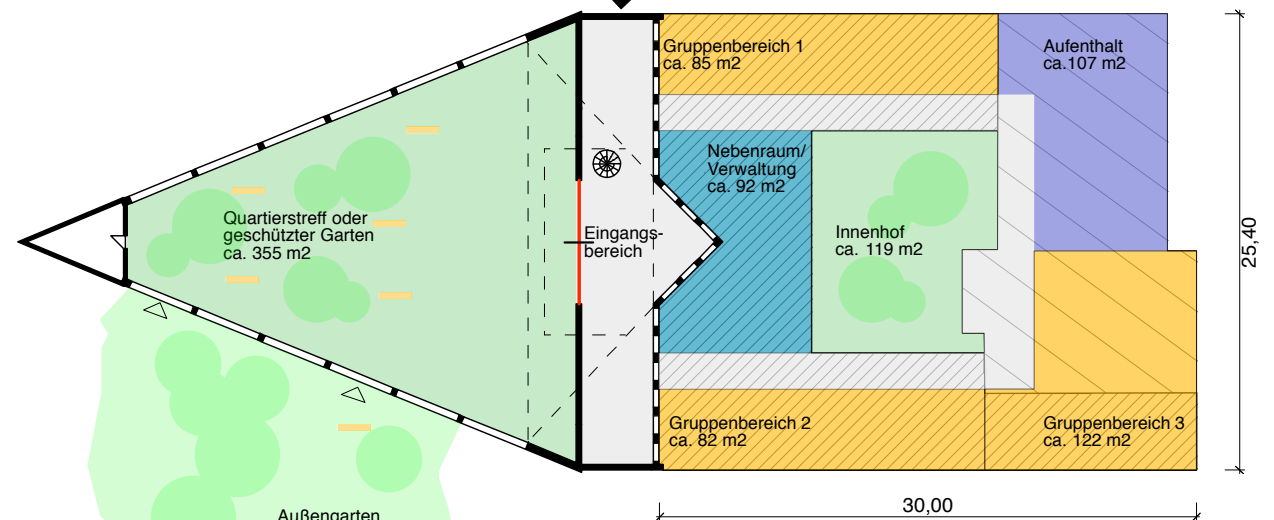 Gruppenbereich 1
ca. 85 m2
Aufenthalt
ca.107 m2
Nebenraum/
Verwaltung
ca. 92 m2
Quartierstreff oder
geschützter Garten
ca. 355 m2
Eingangs-
bereich
Innenhof
ca. 119 m2
25,40
Gruppenbereich 2
ca. 82 m2
Gruppenbereich 3
ca. 122 m2
30,00
Außengarten